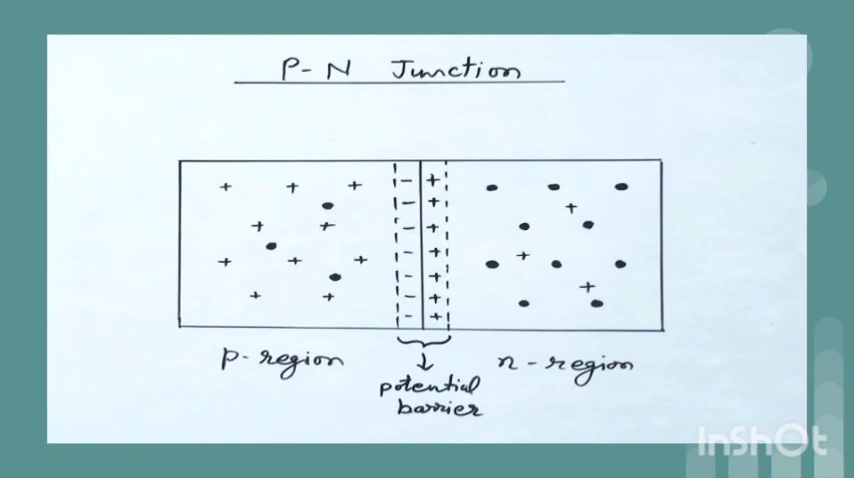 P-N Junction
p-region
n-region
potential
barrier
InShOt